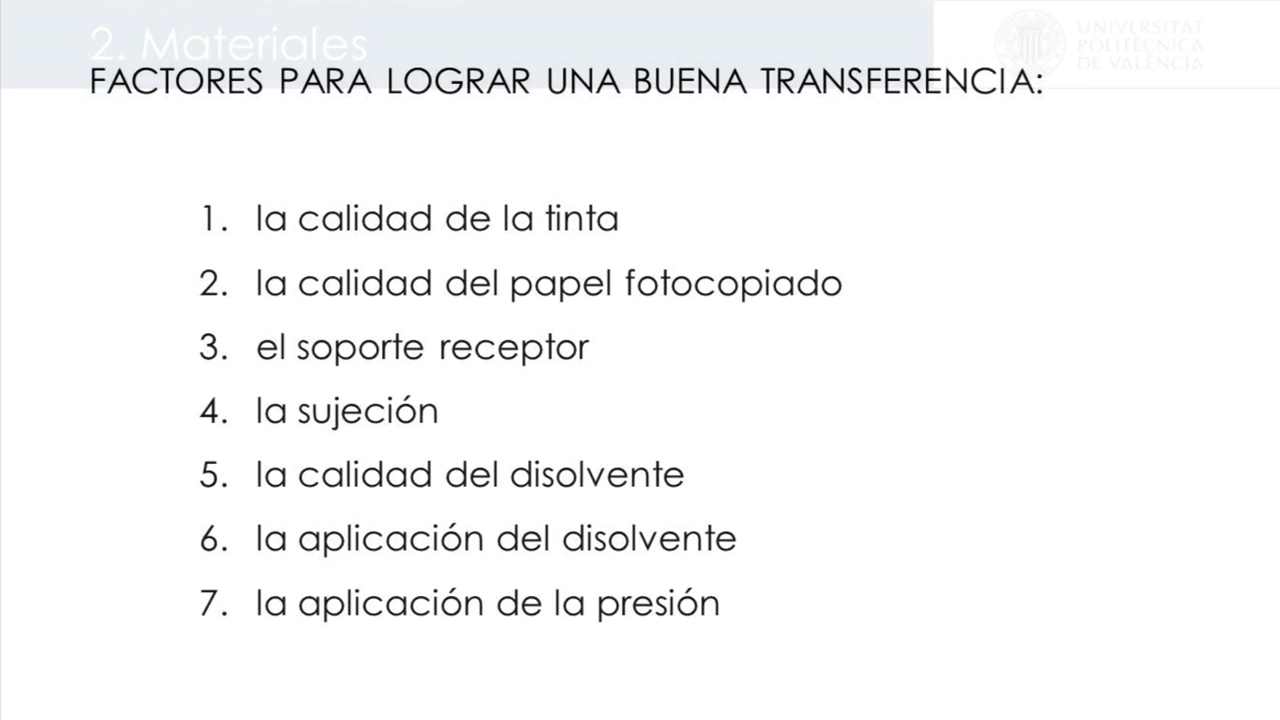 2. Materiales
UNIVERSITAT
POLITÈCNICA
DE VALÈNCIA
FACTORES PARA LOGRAR UNA BUENA TRANSFERENCIA:
1. la calidad de la tinta
2. la calidad del papel fotocopiado
3. el soporte receptor
4. la sujeción
5. la calidad del disolvente
6. la aplicación del disolvente
7. la aplicación de la presión